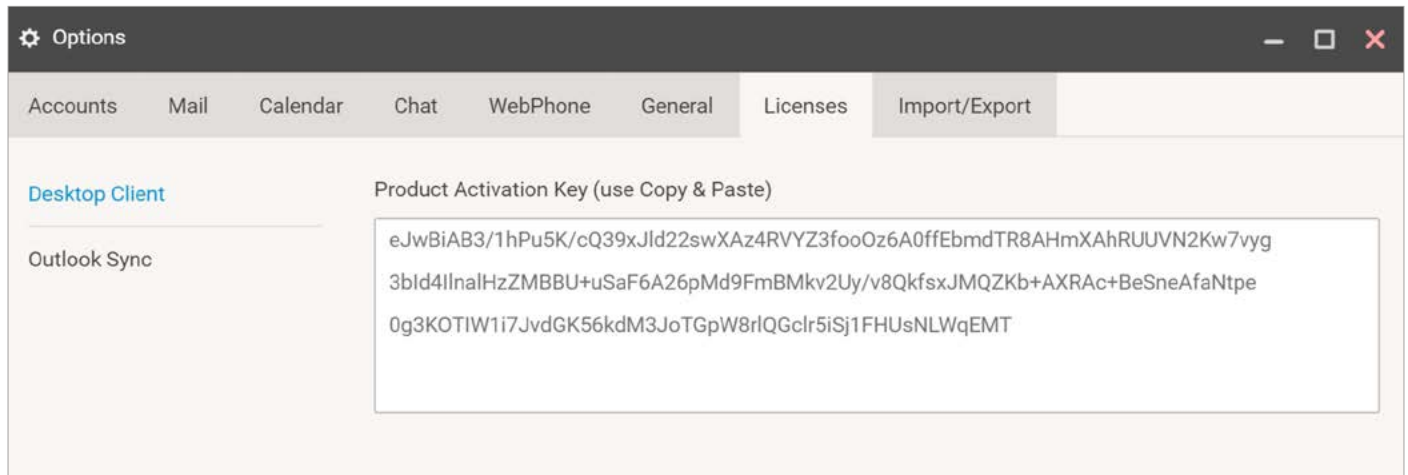 Options
Accounts Mail Calendar Chat WebPhone General Licenses Import/Export
Desktop Client
Outlook Sync
Product Activation Key (use Copy & Paste)
eJwBiAB3/1hPu5K/cQ39xJld22swXAz4RVYZ3fooOz6A0ffEbmdTR8AHmXAhRUUVN2Kw7vyg
3bId4IlnalHzZMBBU+uSaF6A26pMd9FmBMkv2Uy/v8QkfsxJMQZKb+AXRAc+BeSneAfaNtpe
0g3KOTIW1i7JvdGK56kdM3JoTGpW8rlQGclr5iSj1FHUsNLWqEMT